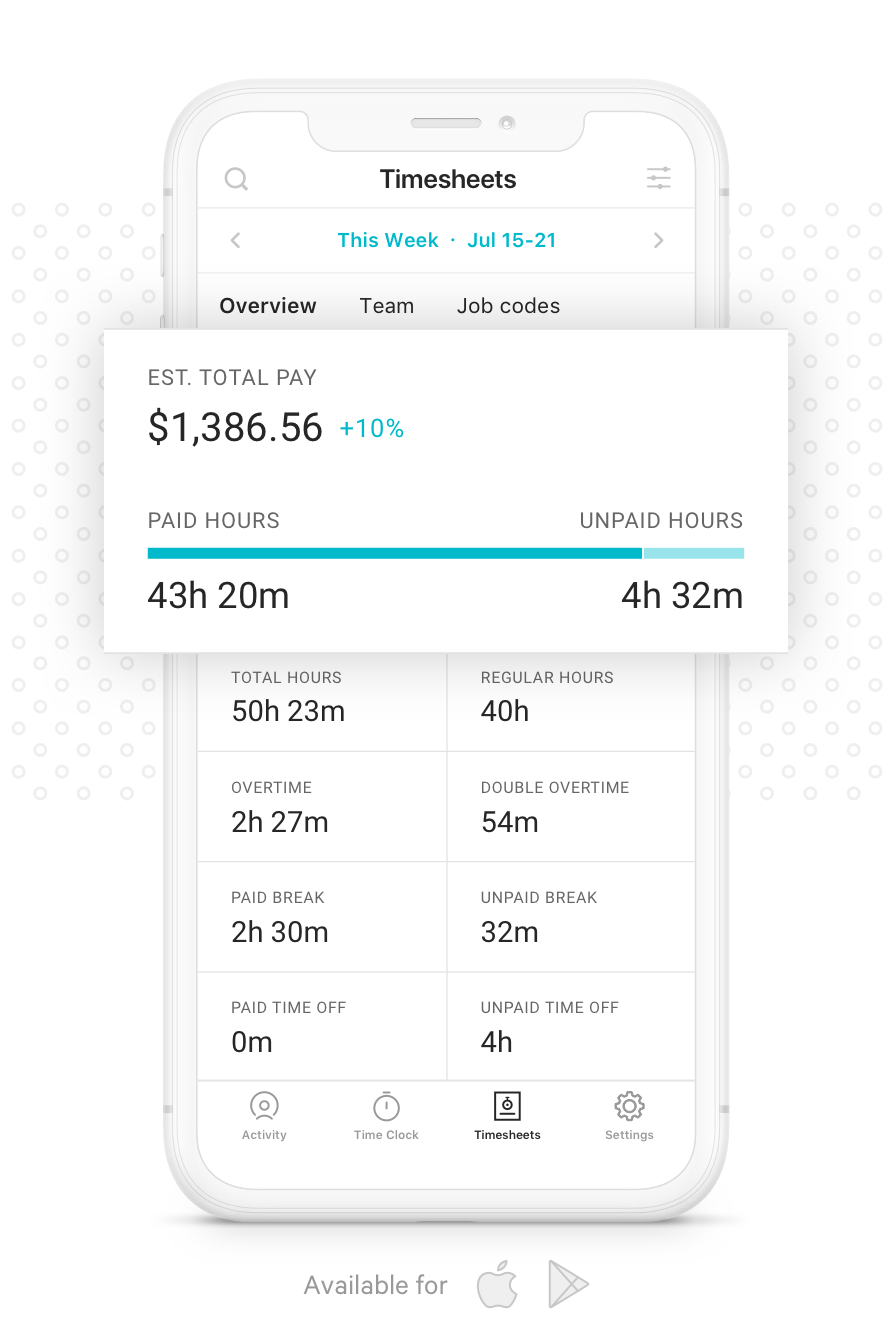 Timesheets
This Week · Jul 15-21
Overview Team Job codes
EST. TOTAL PAY
$1,386.56 +10%
PAID HOURS UNPAID HOURS
43h 20m 4h 32m
TOTAL HOURS REGULAR HOURS
50h 23m 40h
OVERTIME DOUBLE OVERTIME
2h 27m 54m
PAID BREAK UNPAID BREAK
2h 30m 32m
PAID TIME OFF UNPAID TIME OFF
0m 4h
Activity Time Clock Timesheets Settings
Available for